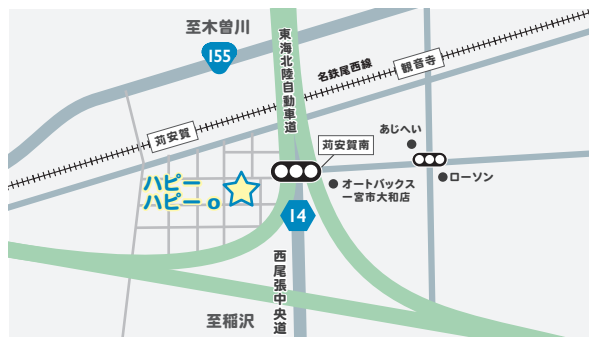 至木曽川
155
東海北陸自動車道
名鉄尾西線
観音寺
苅安賀
あじへい
苅安賀南
ローソン
オートバックス
一宮市大和店
ハピー
ハピー o
14
西尾張中央道
至稲沢